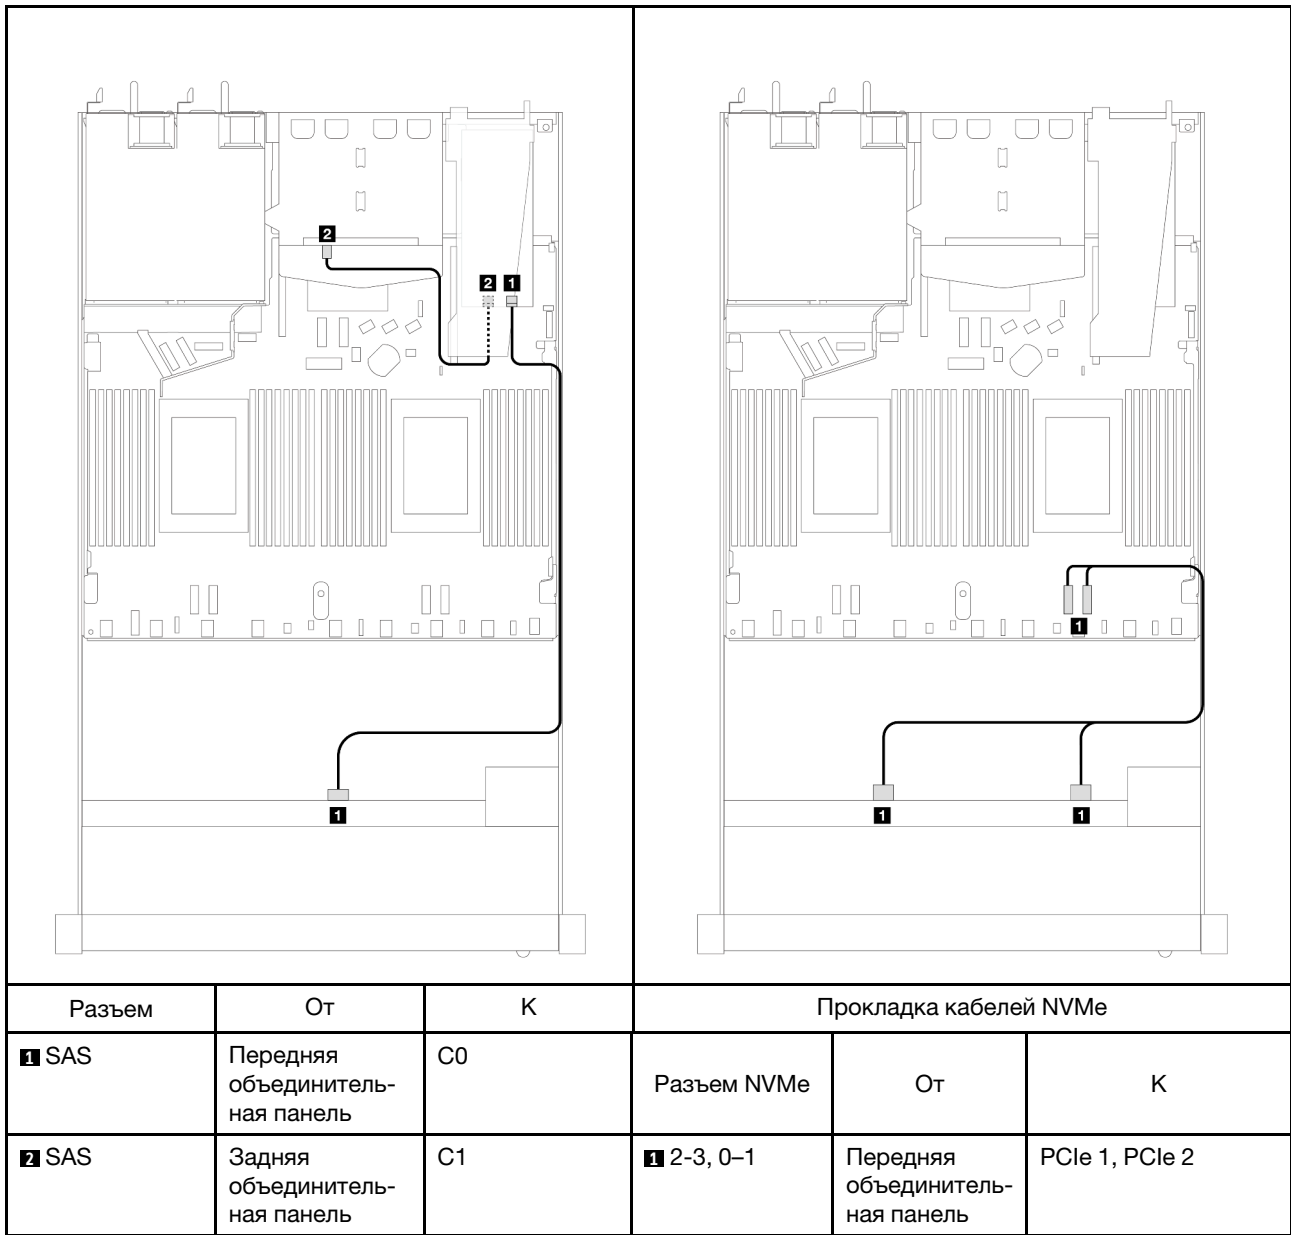 2
2 1
1
1
1 1
Разъем От К Прокладка кабелей NVMe
1 SAS
Передняя
объединитель-
ная панель
C0
Разъем NVMe От К
2 SAS
Задняя
объединитель-
ная панель
C1
1 2-3, 0–1
Передняя
объединитель-
ная панель
PCIe 1, PCIe 2